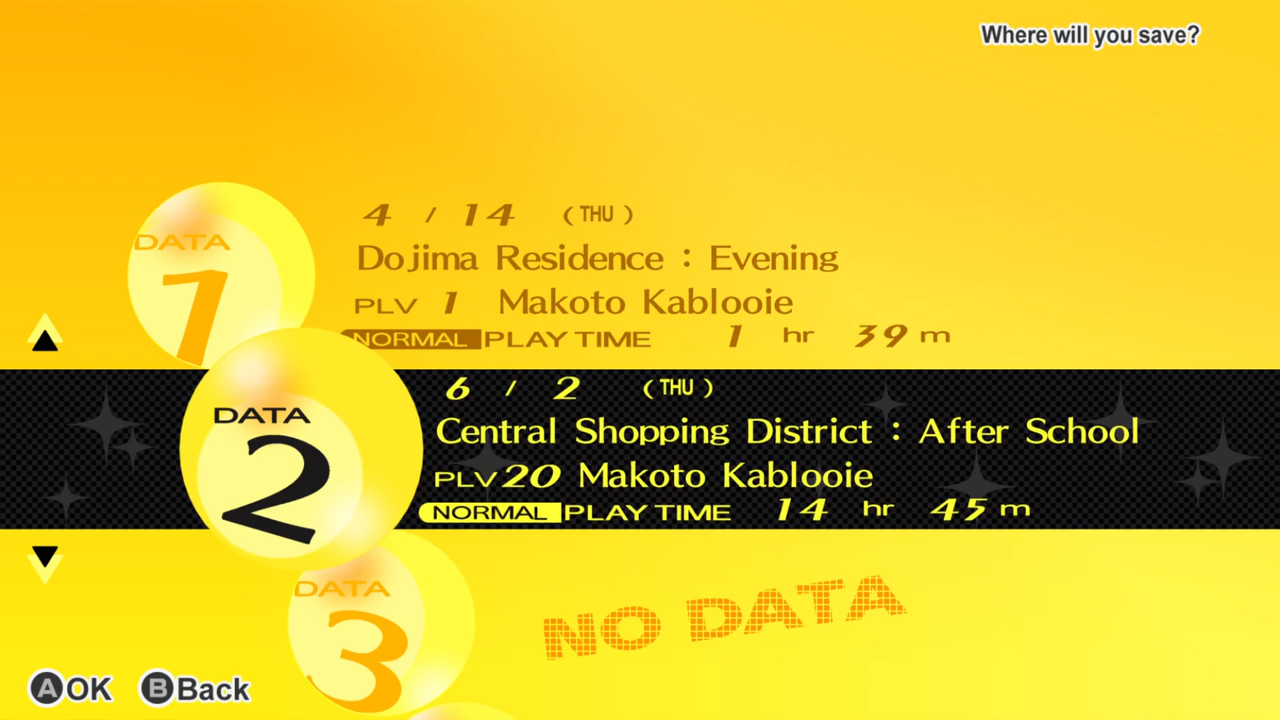 Where will you save?
DATA
1
4 / 14 (THU)
Dojima Residence : Evening
PLV 1 Makoto Kablooie
NORMAL PLAY TIME 1 hr 39 m
DATA
2
6 / 2 (THU)
Central Shopping District : After School
PLV 20 Makoto Kablooie
NORMAL PLAY TIME 14 hr 45 m
DATA
3
NO DATA
A OK B Back